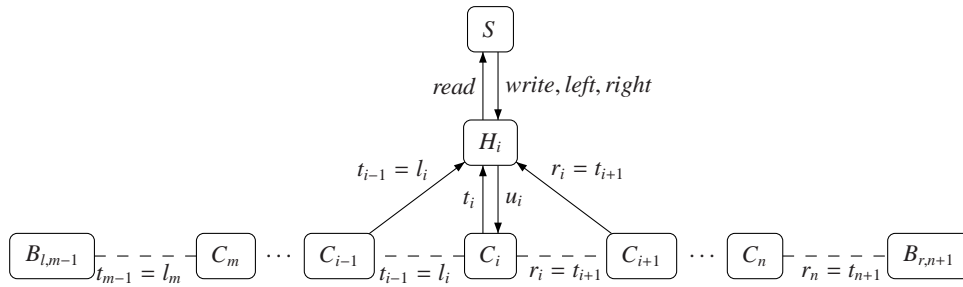 S
read write, left, right
H_i
t_{i-1} = l_i r_i = t_{i+1}
t_i u_i
B_{l,m-1} C_m ··· C_{i-1} C_i C_{i+1} ··· C_n B_{r,n+1}
t_{m-1} = l_m t_{i-1} = l_i r_i = t_{i+1} r_n = t_{n+1}